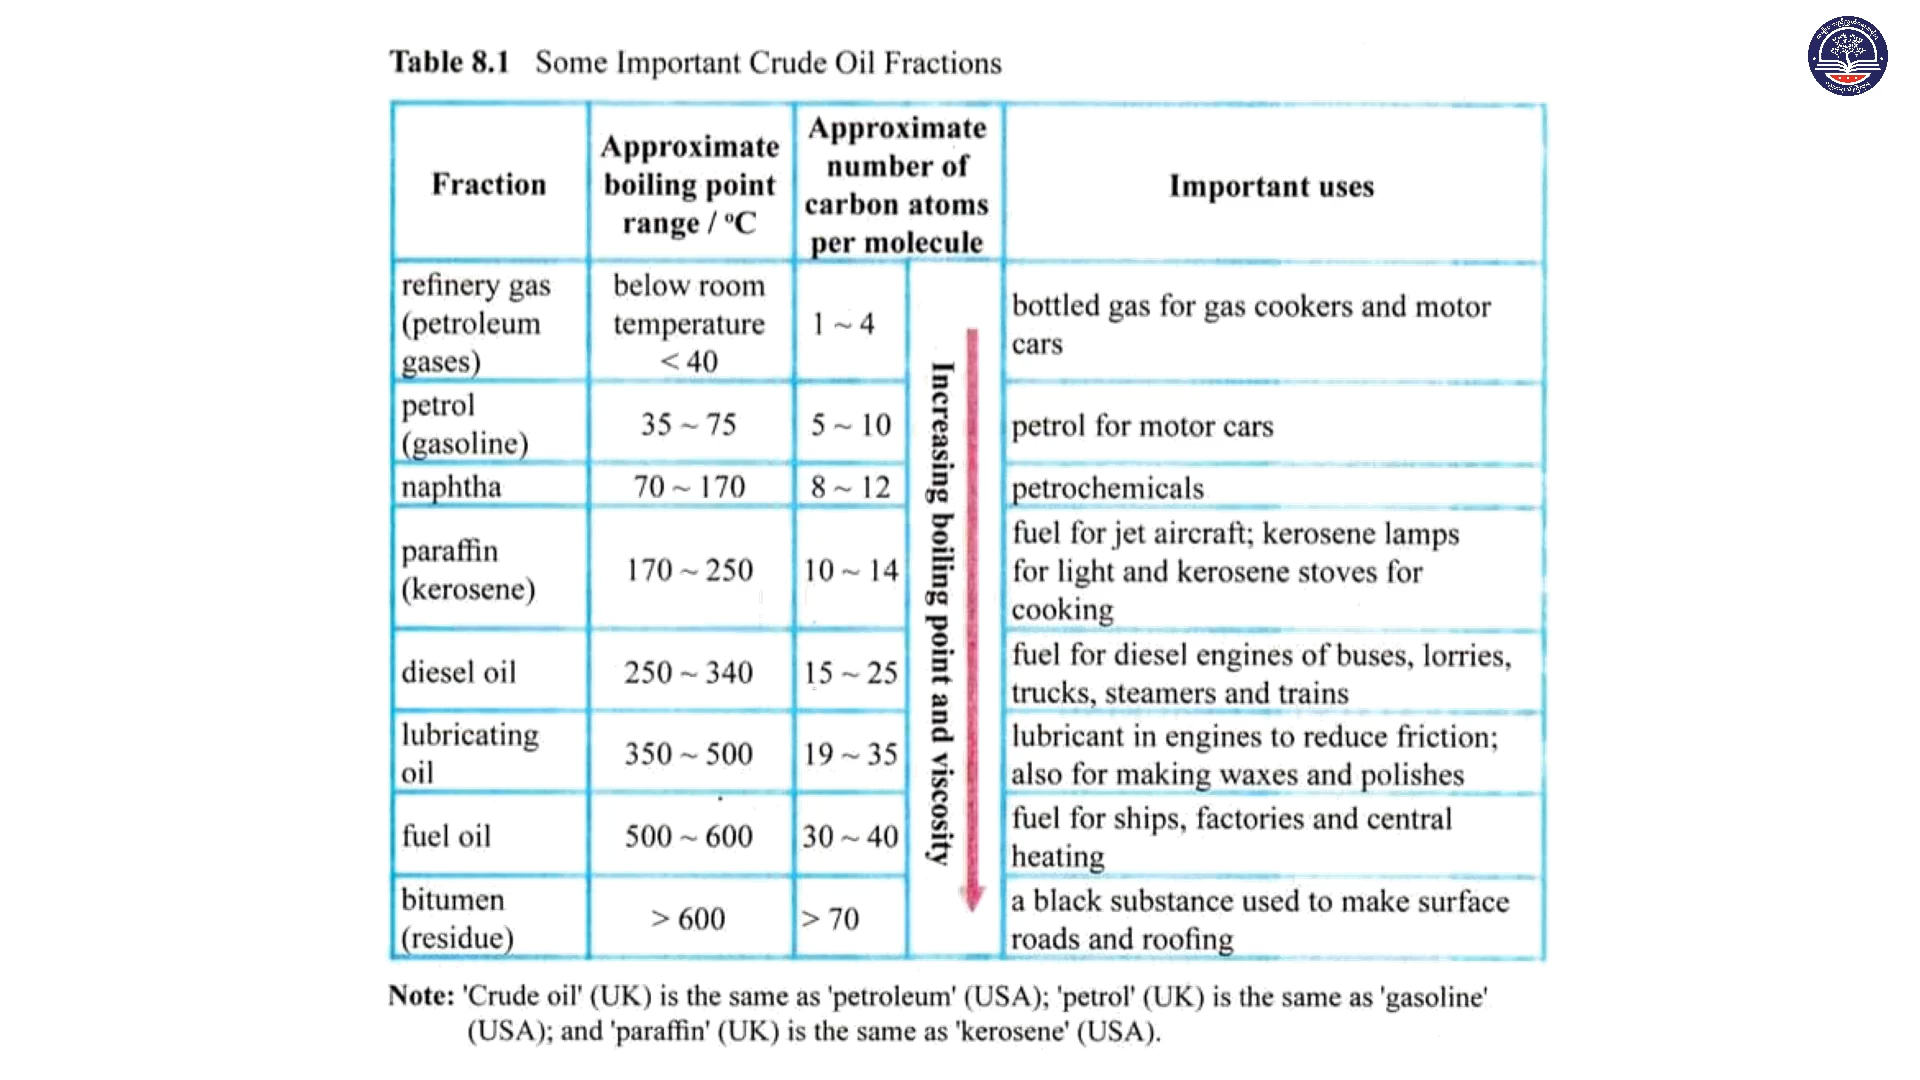 Table 8.1 Some Important Crude Oil Fractions
Fraction
Approximate
boiling point
range / °C
Approximate
number of
carbon atoms
per molecule
Important uses
refinery gas
(petroleum
gases)
below room
temperature
< 40
1 ~ 4
bottled gas for gas cookers and motor
cars
petrol
(gasoline)
35 ~ 75
5 ~ 10
petrol for motor cars
naphtha
70 ~ 170
8 ~ 12
petrochemicals
paraffin
(kerosene)
170 ~ 250
10 ~ 14
fuel for jet aircraft; kerosene lamps
for light and kerosene stoves for
cooking
diesel oil
250 ~ 340
15 ~ 25
fuel for diesel engines of buses, lorries,
trucks, steamers and trains
lubricating
oil
350 ~ 500
19 ~ 35
lubricant in engines to reduce friction;
also for making waxes and polishes
fuel oil
500 ~ 600
30 ~ 40
fuel for ships, factories and central
heating
bitumen
(residue)
> 600
> 70
a black substance used to make surface
roads and roofing
Increasing boiling point and viscosity
Note: 'Crude oil' (UK) is the same as 'petroleum' (USA); 'petrol' (UK) is the same as 'gasoline'
(USA); and 'paraffin' (UK) is the same as 'kerosene' (USA).